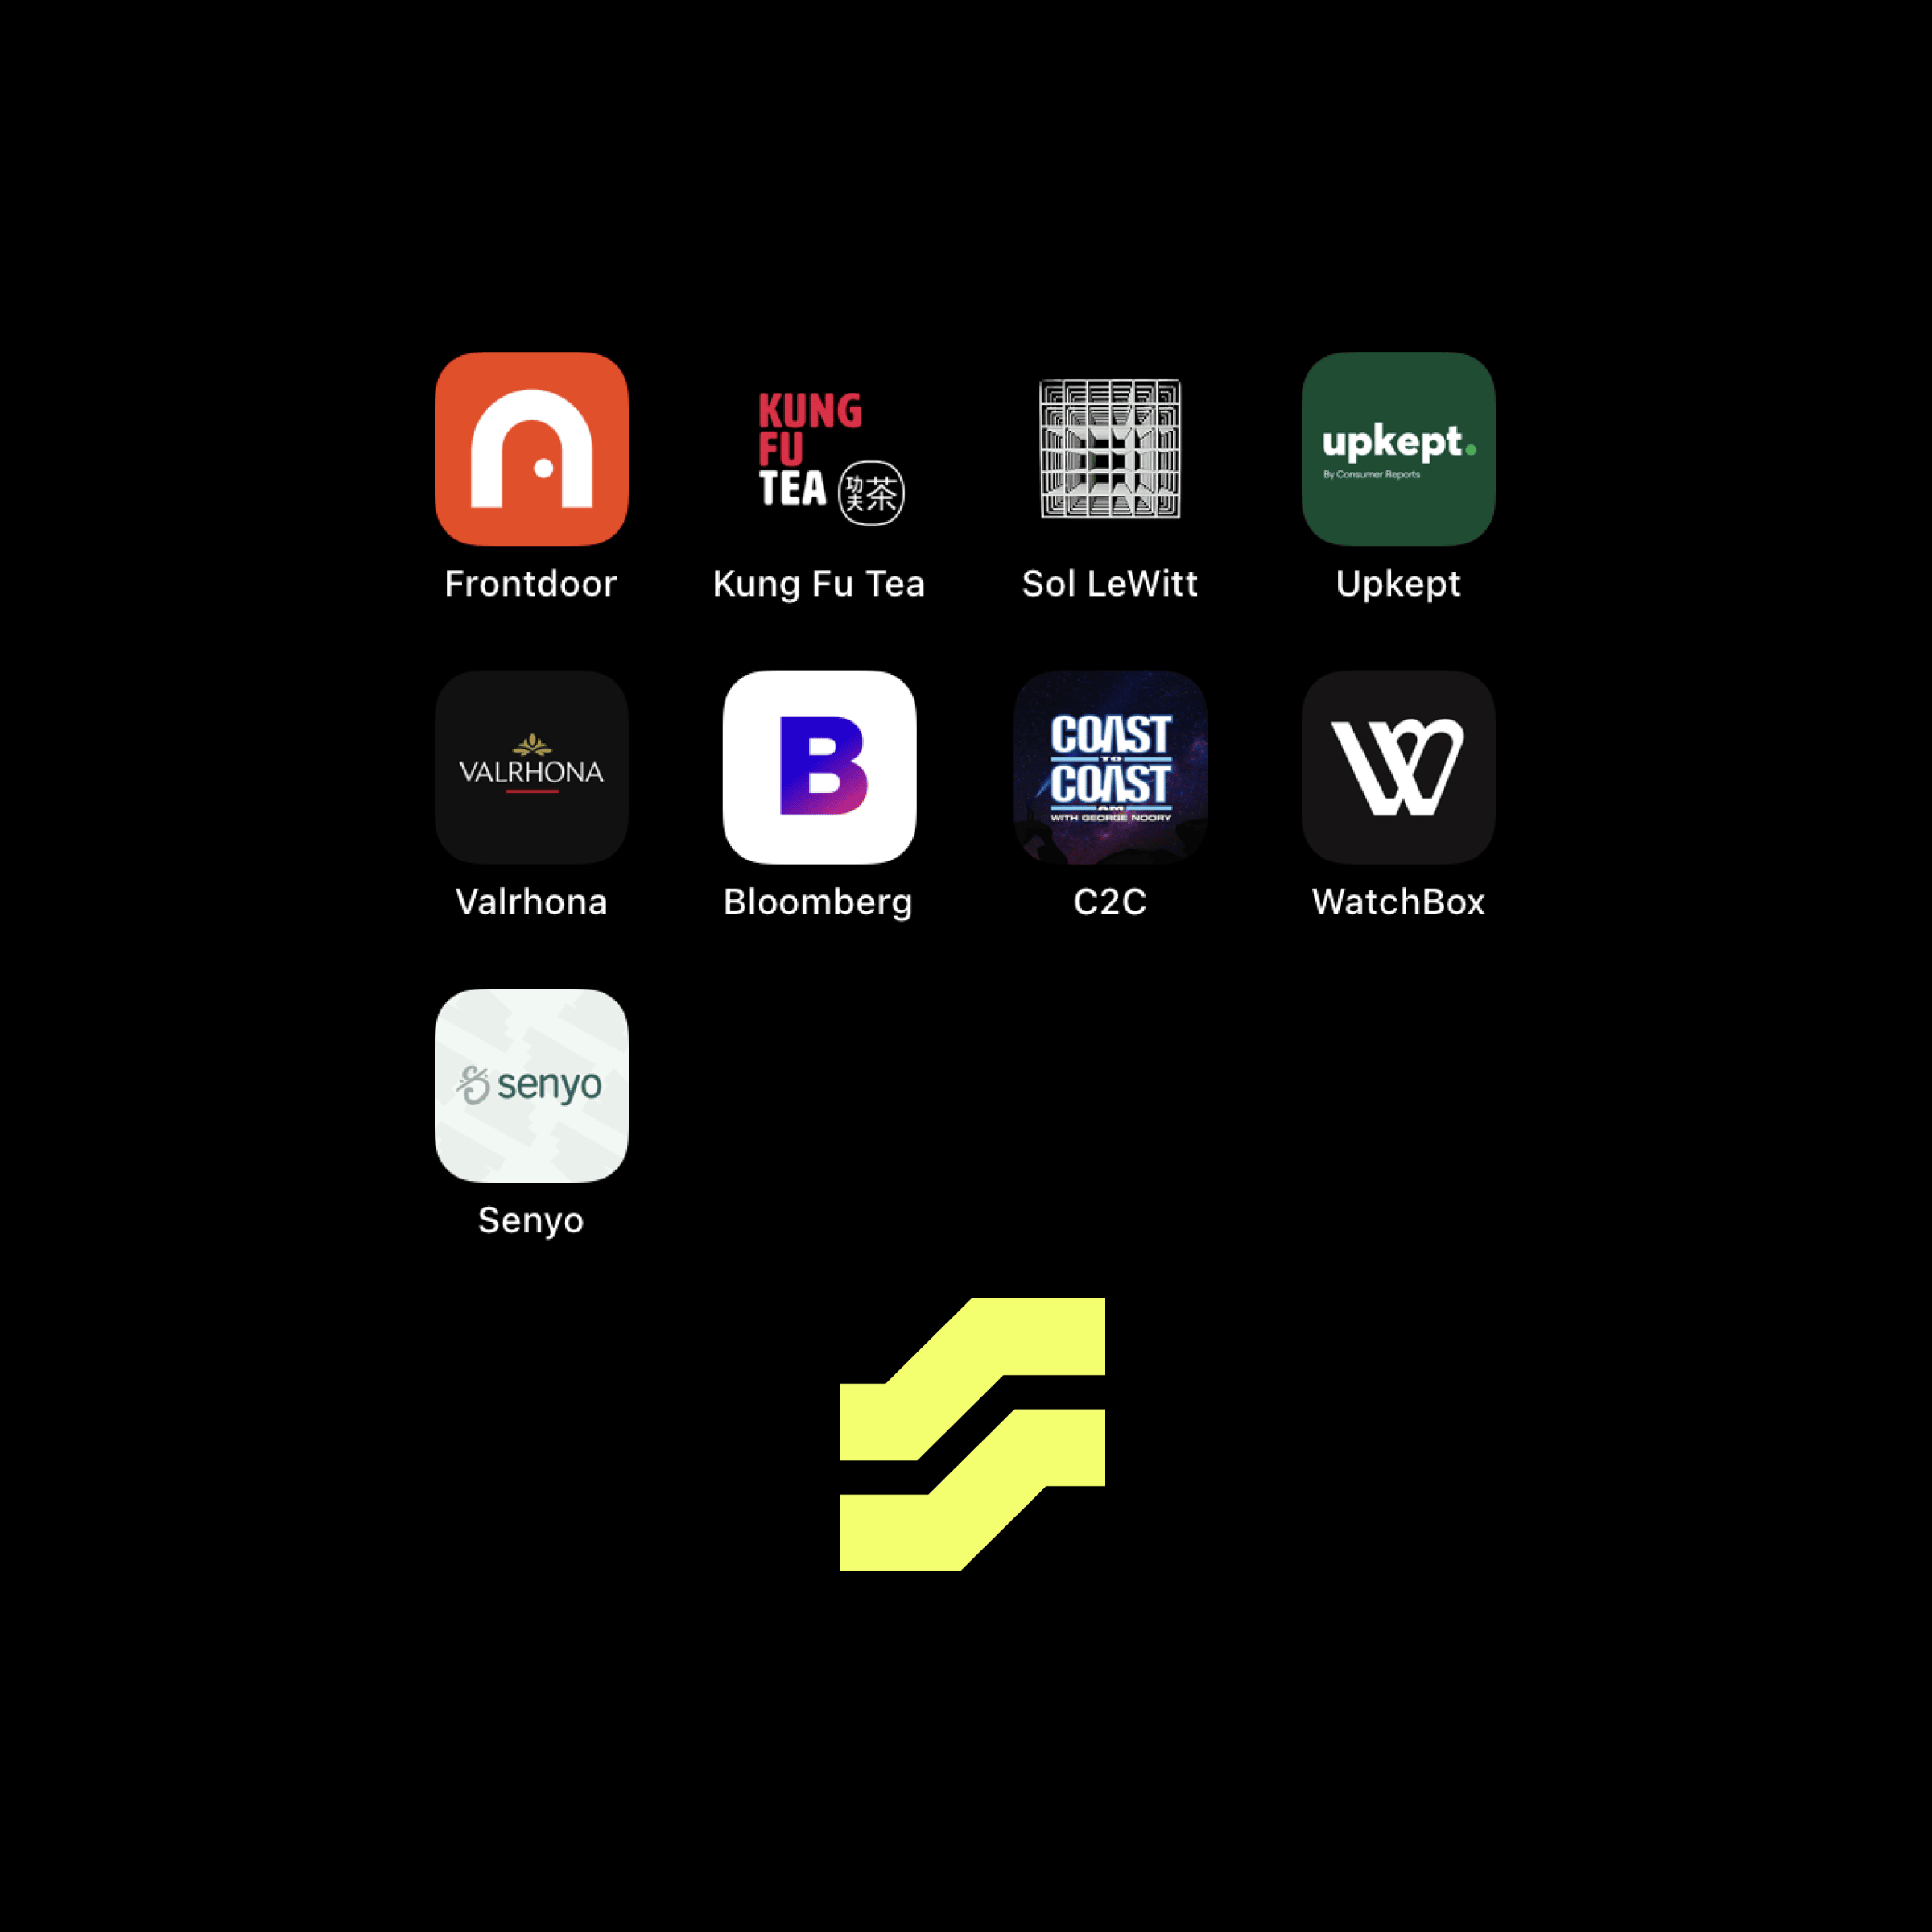 KUNG
FU
TEA
功夫茶
upkept.
By Consumer Reports
Frontdoor
Kung Fu Tea
Sol LeWitt
Upkept
VALRHONA
B
COAST
TO
COAST
AM
WITH GEORGE NOORY
W
Valrhona
Bloomberg
C2C
WatchBox
senyo
Senyo